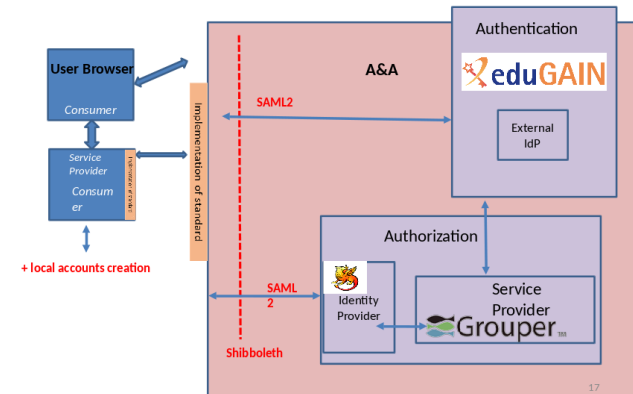 Authentication
eduGAIN
External
IdP
A&A
User Browser
Consumer
SAML2
Implementation of standard
Service
Provider
Consum
er
+ local accounts creation
Authorization
SAML
2
Identity
Provider
Service
Provider
Grouper
Shibboleth
17